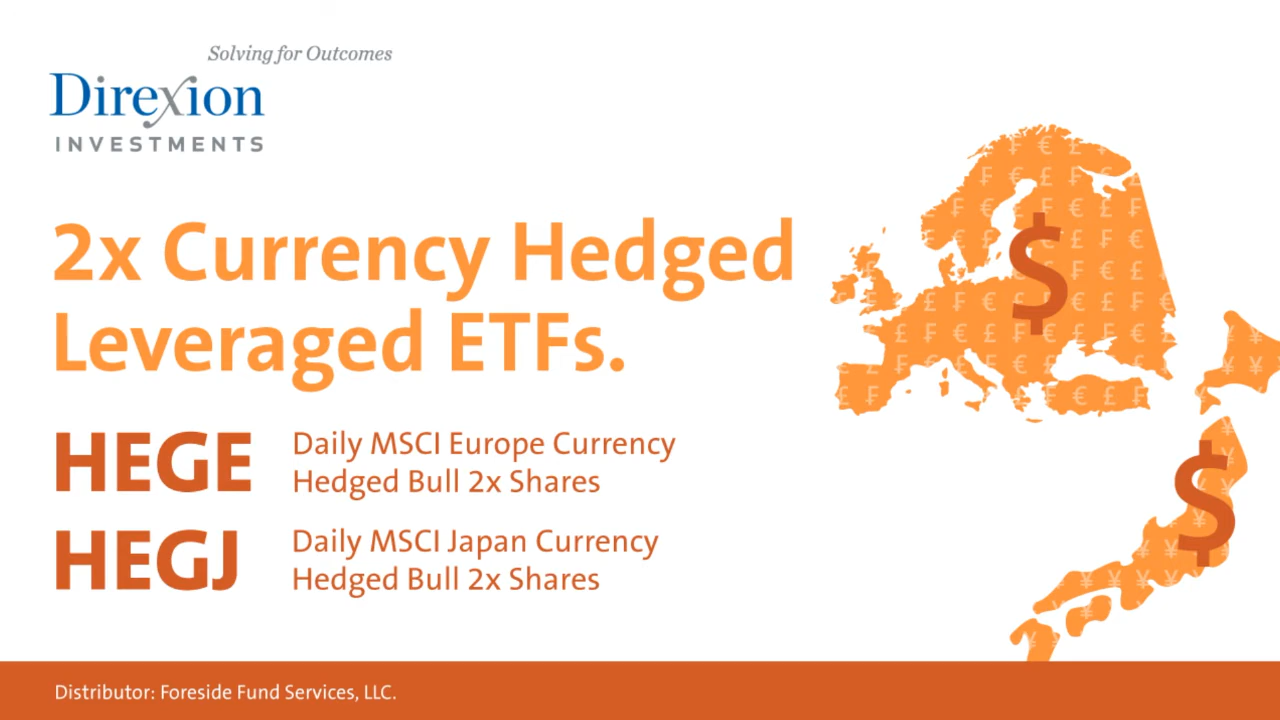 Solving for Outcomes
Direxion
INVESTMENTS
2x Currency Hedged
Leveraged ETFs.
HEGE
Daily MSCI Europe Currency
Hedged Bull 2x Shares
HEGJ
Daily MSCI Japan Currency
Hedged Bull 2x Shares
$
$
Distributor: Foreside Fund Services, LLC.